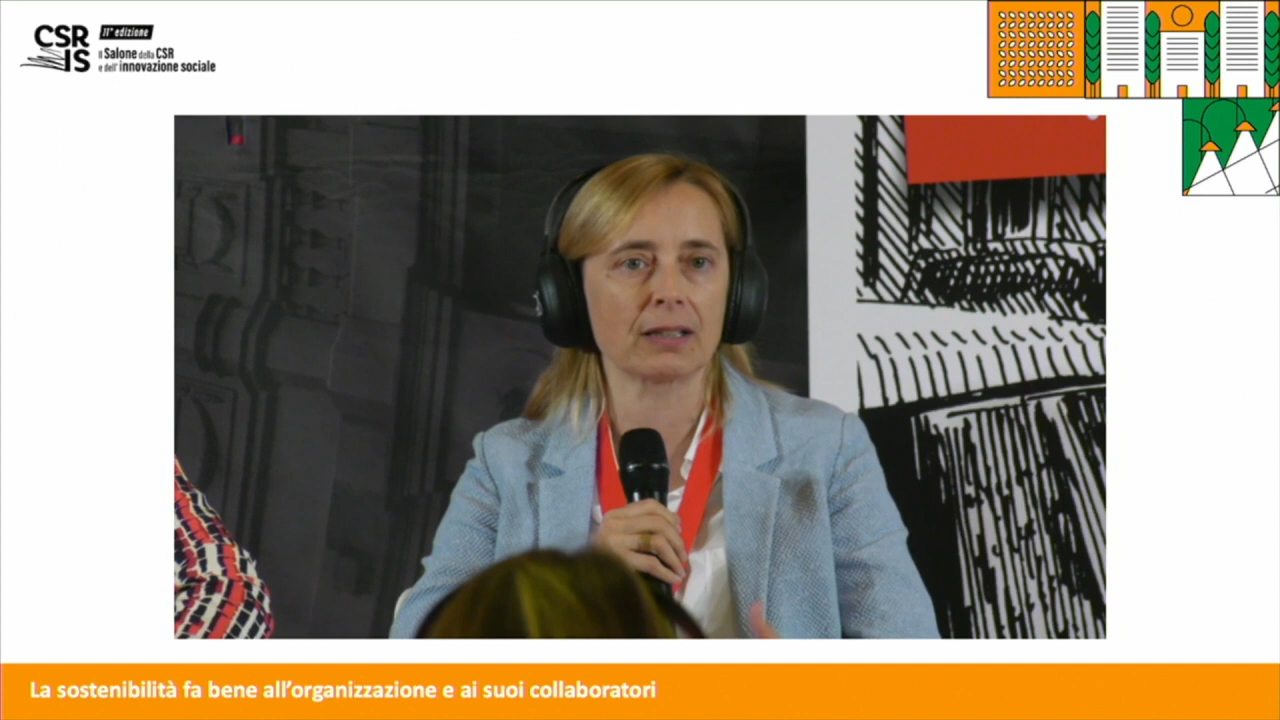 CSR
IS
11° edizione
Il Salone della CSR
e dell'innovazione sociale
La sostenibilità fa bene all'organizzazione e ai suoi collaboratori